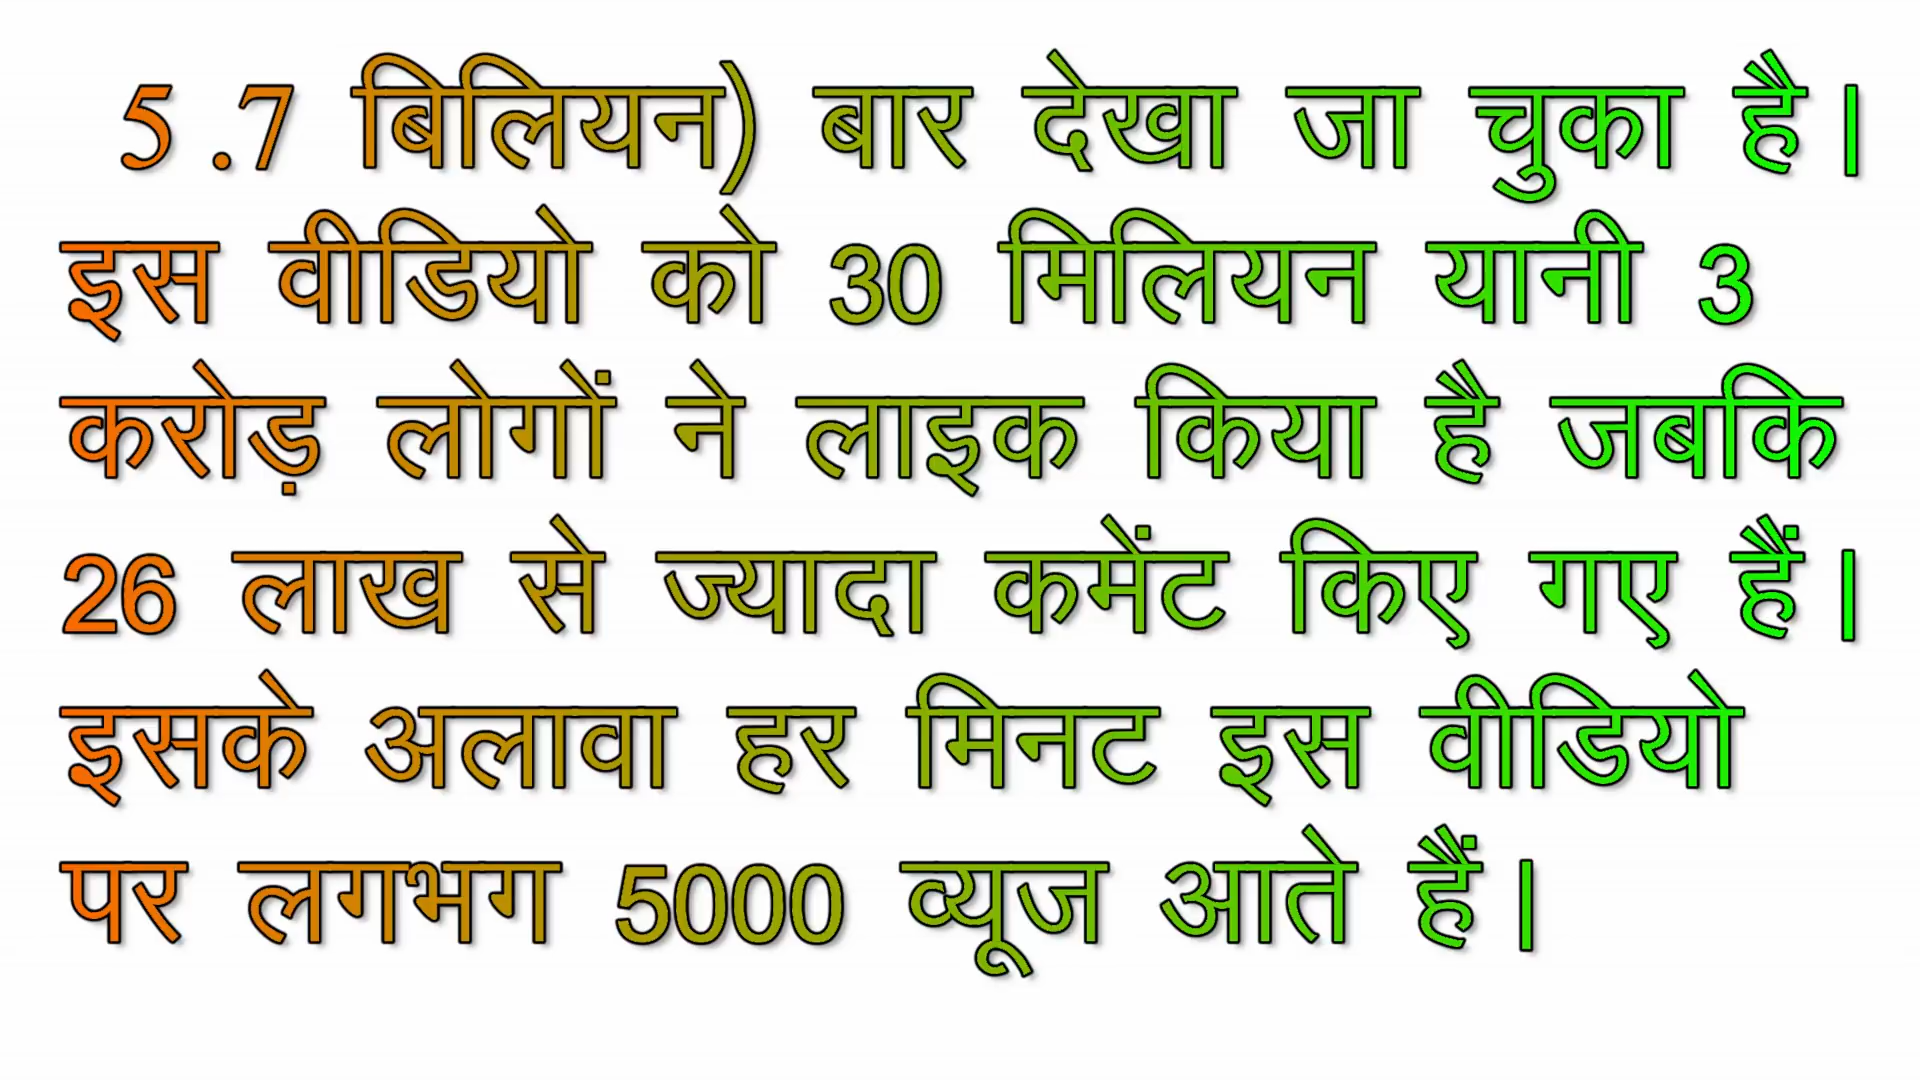 5 .7 बिलियन) बार देखा जा चुका है।
इस वीडियो को 30 मिलियन यानी 3
करोड़ लोगों ने लाइक किया है जबकि
26 लाख से ज्यादा कमेंट किए गए हैं।
इसके अलावा हर मिनट इस वीडियो
पर लगभग 5000 व्यूज आते हैं।